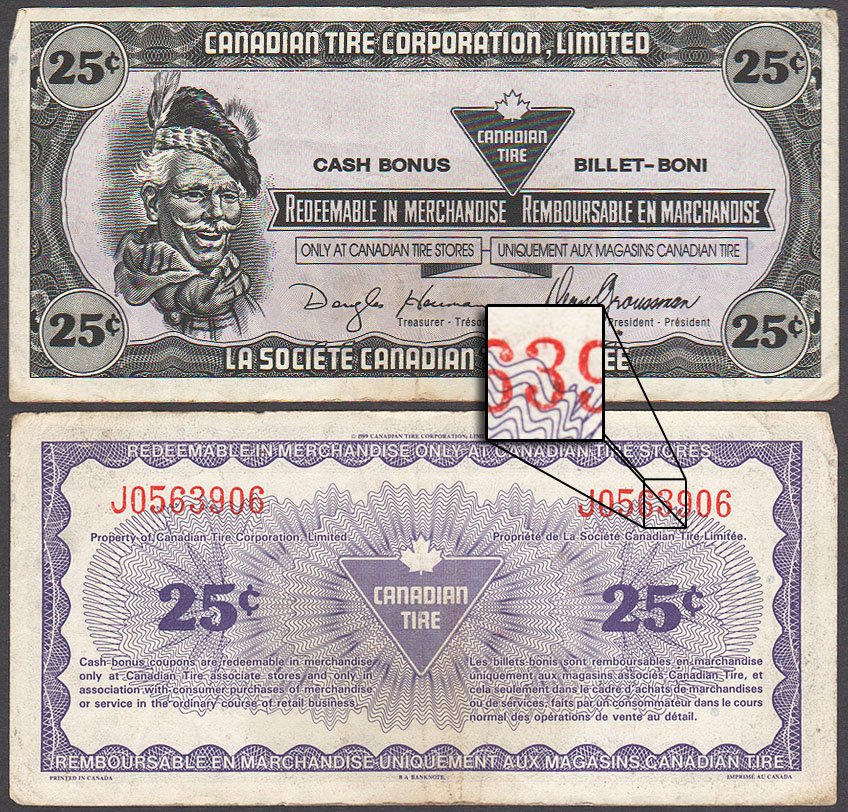 CANADIAN TIRE CORPORATION, LIMITED
25¢ 25¢
CANADIAN
TIRE
CASH BONUS BILLET-BONI
REDEEMABLE IN MERCHANDISE REMBOURSABLE EN MARCHANDISE
ONLY AT CANADIAN TIRE STORES UNIQUEMENT AUX MAGASINS CANADIAN TIRE
Treasurer - Trésor
resident - Président
25¢ 25¢
LA SOCIÉTÉ CANADIAN
639
© 1989 CANADIAN TIRE CORPORATION,
REDEEMABLE IN MERCHANDISE ONLY AT CANADIAN TIRE STORES
J0563906 J0563906
Property of Canadian Tire Corporation, Limited. Propriété de La Société Canadian Tire Limitée.
CANADIAN
TIRE
25¢ 25¢
Cash bonus coupons are redeemable in merchandise
only at Canadian Tire associate stores and only in
association with consumer purchases of merchandise
or service in the ordinary course of retail business.
Les billets-bonis sont remboursables en marchandise
uniquement aux magasins associés Canadian Tire, et
cela seulement dans le cadre d'achats de marchandises
ou de services, faits par un consommateur dans le cours
normal des opérations de vente au détail.
REMBOURSABLE EN MARCHANDISE UNIQUEMENT AUX MAGASINS CANADIAN TIRE
PRINTED IN CANADA B A BANKNOTE. IMPRIMÉ AU CANADA